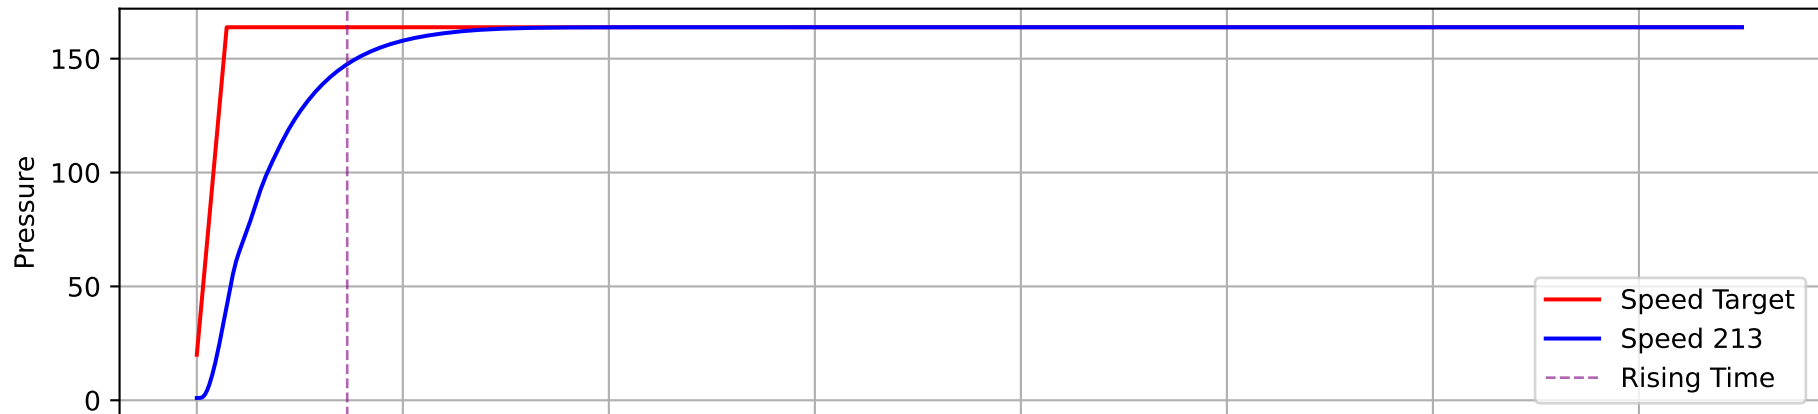 150
100
50
0
Pressure
Speed Target
Speed 213
Rising Time